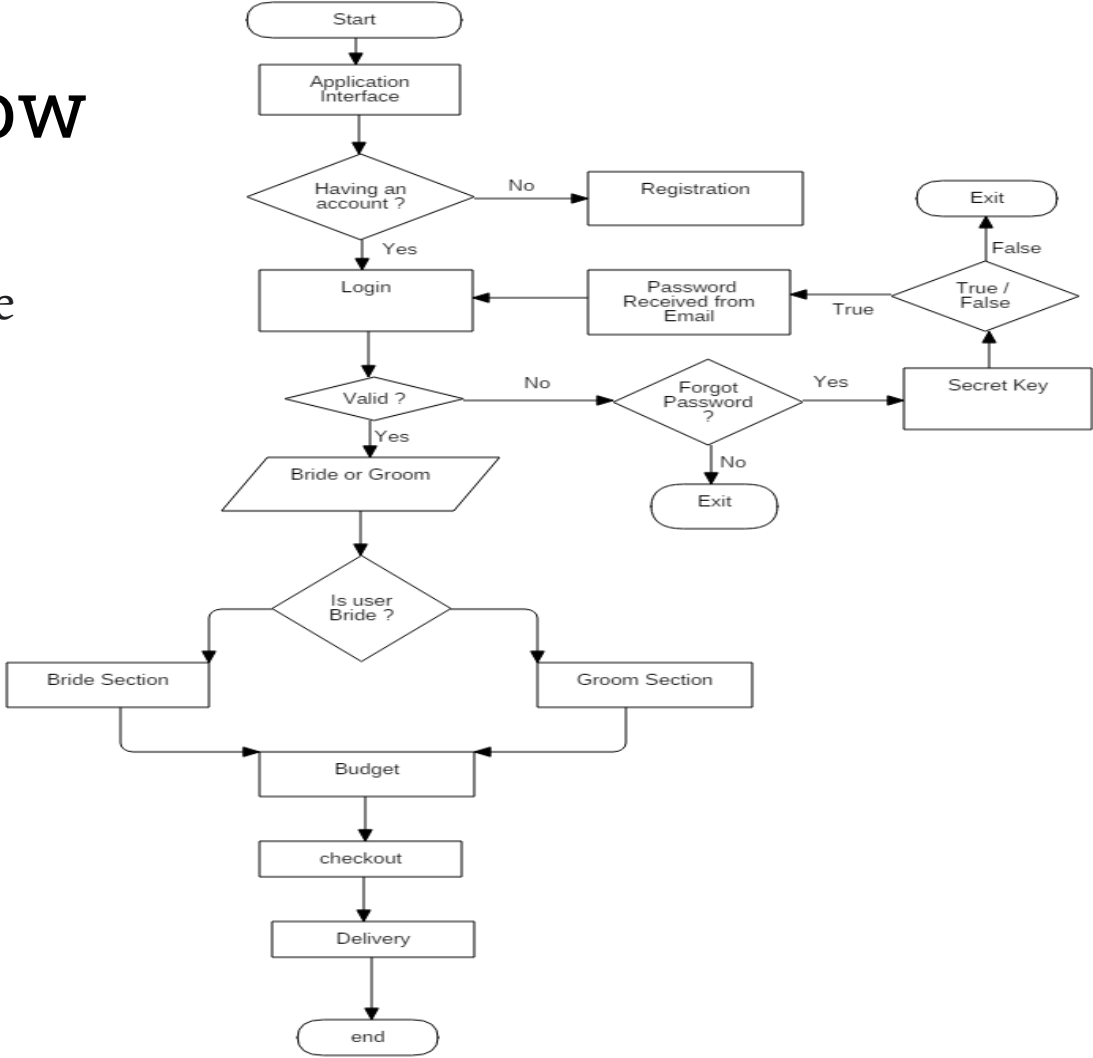 Start
ow
Application
Interface
Having an
account ?
No
Registration
Exit
Yes
False
e
Login
Password
Received from
Email
True
True /
False
Valid ?
No
Forgot
Password
?
Yes
Secret Key
Yes
Bride or Groom
No
Exit
Is user
Bride ?
Bride Section
Groom Section
Budget
checkout
Delivery
end